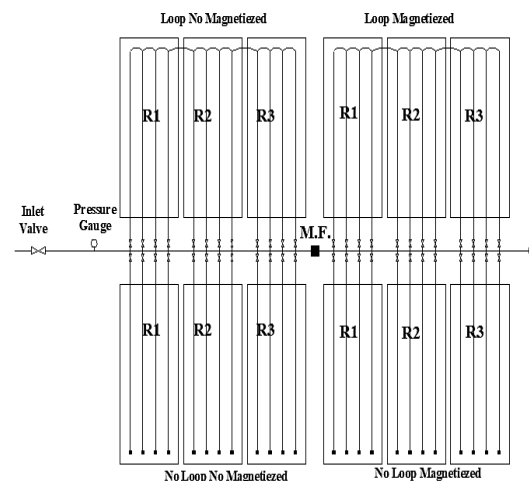 Loop No Magnetiezed
Loop Magnetiezed
R1
R2
R3
R1
R2
R3
Inlet
Valve
Pressure
Gauge
M.F.
R1
R2
R3
R1
R2
R3
No Loop No Magnetiezed
No Loop Magnetiezed